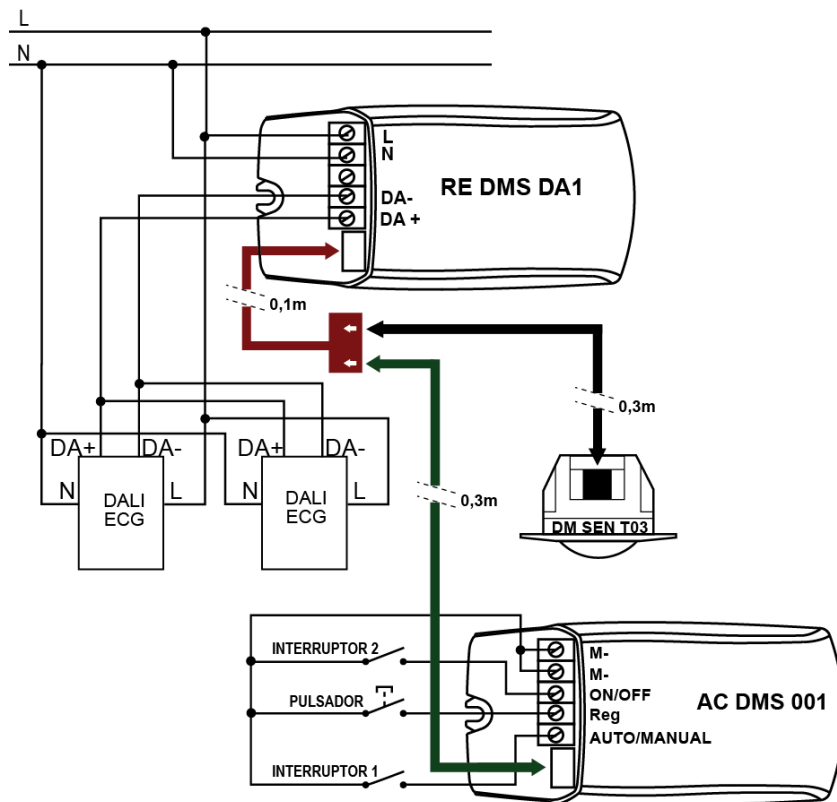 L
N
L
N
RE DMS DA1
DA-
DA +
0,1m
0,3m
DA+ DA- DA+ DA-
N DALI ECG L N DALI ECG L
0,3m
DM SEN T03
INTERRUPTOR 2
M-
M-
PULSADOR
ON/OFF
AC DMS 001
Reg
AUTO/MANUAL
INTERRUPTOR 1